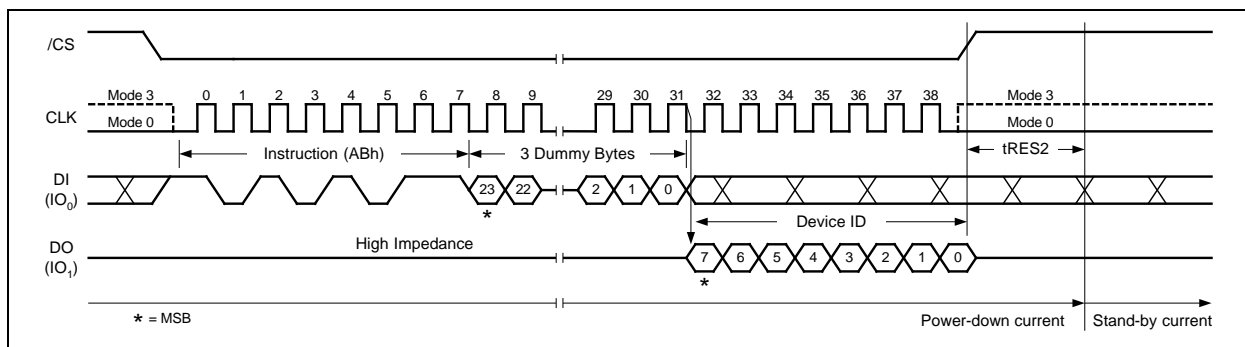 /CS
Mode 3 0 1 2 3 4 5 6 7 8 9 29 30 31 32 33 34 35 36 37 38 Mode 3
CLK
Mode 0 Mode 0
Instruction (ABh) 3 Dummy Bytes tRES2
DI
(IO0)
23 22 2 1 0
*
Device ID
High Impedance
DO
(IO1)
7 6 5 4 3 2 1 0
*
* = MSB
Power-down current Stand-by current